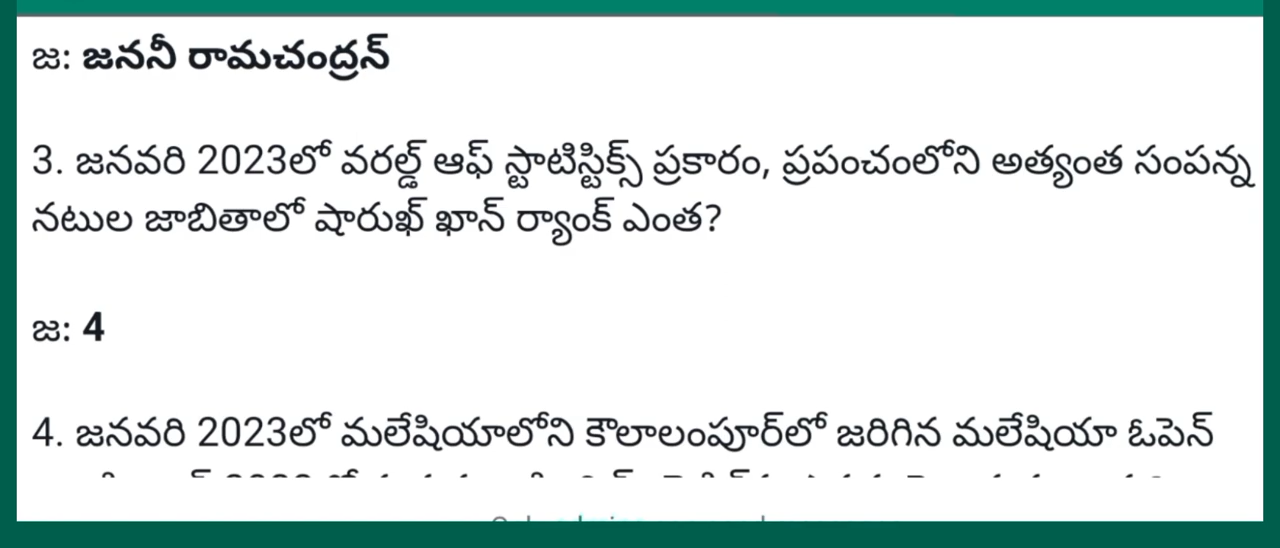 జ: జననీ రామచంద్రన్
3. జనవరి 2023లో వరల్డ్ ఆఫ్ స్టాటిస్టిక్స్ ప్రకారం, ప్రపంచంలోని అత్యంత సంపన్న
నటుల జాబితాలో షారుఖ్ ఖాన్ ర్యాంక్ ఎంత?
జ: 4
4. జనవరి 2023లో మలేషియాలోని కౌలాలంపూర్‌లో జరిగిన మలేషియా ఓపెన్